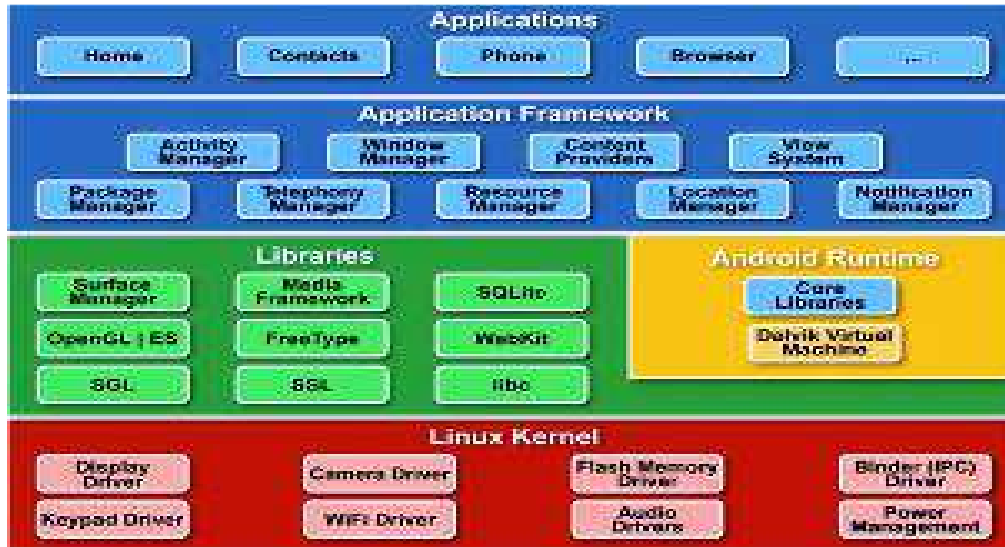 Applications
Home Contacts Phone Browser ...
Application Framework
Activity Manager Window Manager Content Providers View System
Package Manager Telephony Manager Resource Manager Location Manager Notification Manager
Libraries
Android Runtime
Surface Manager Media Framework SQLite
Core Libraries
OpenGL | ES FreeType WebKit
Dalvik Virtual Machine
SGL SSL libc
Linux Kernel
Display Driver Camera Driver Flash Memory Driver Binder (IPC) Driver
Keypad Driver WiFi Driver Audio Drivers Power Management